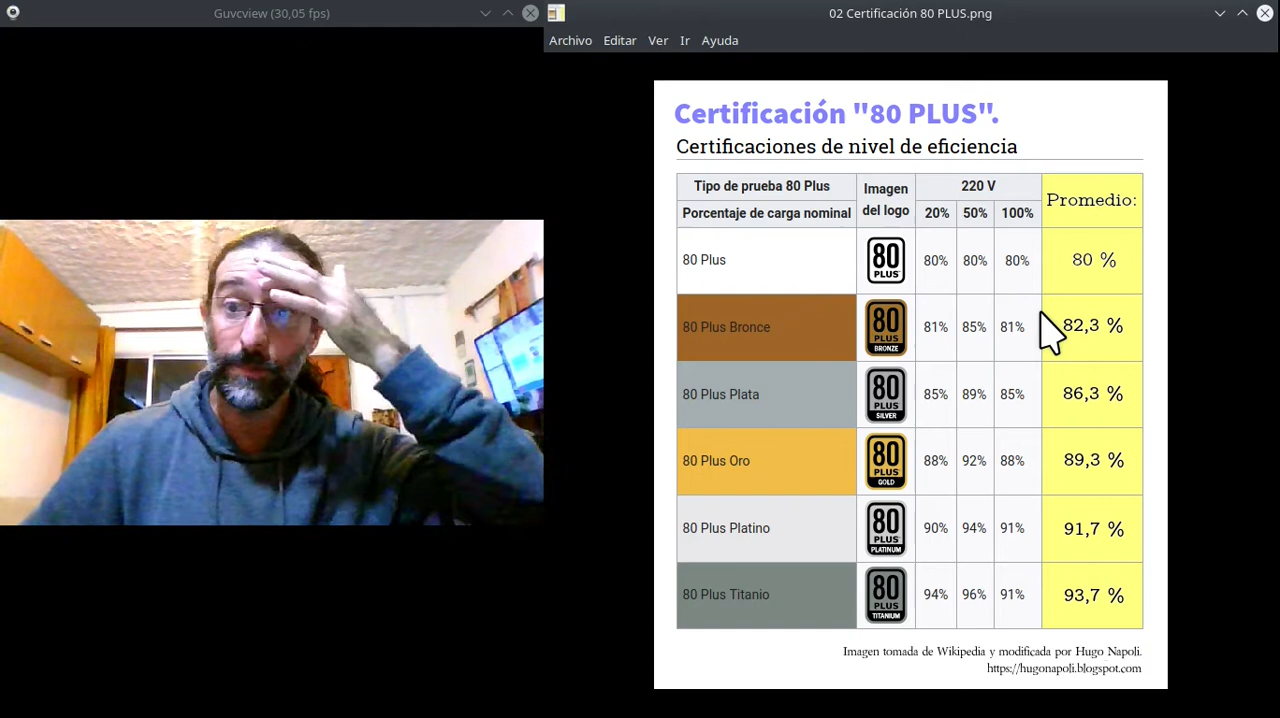 Guvcview (30,05 fps)
02 Certificación 80 PLUS.png
Archivo Editar Ver Ir Ayuda
Certificación "80 PLUS".
Certificaciones de nivel de eficiencia
Tipo de prueba 80 Plus Imagen del logo 220 V Promedio:
Porcentaje de carga nominal 20% 50% 100%
80 Plus 80 PLUS 80% 80% 80% 80 %
80 Plus Bronce 80 PLUS BRONZE 81% 85% 81% 82,3 %
80 Plus Plata 80 PLUS SILVER 85% 89% 85% 86,3 %
80 Plus Oro 80 PLUS GOLD 88% 92% 88% 89,3 %
80 Plus Platino 80 PLUS PLATINUM 90% 94% 91% 91,7 %
80 Plus Titanio 80 PLUS TITANIUM 94% 96% 91% 93,7 %
Imagen tomada de Wikipedia y modificada por Hugo Napoli.
https://hugonapoli.blogspot.com